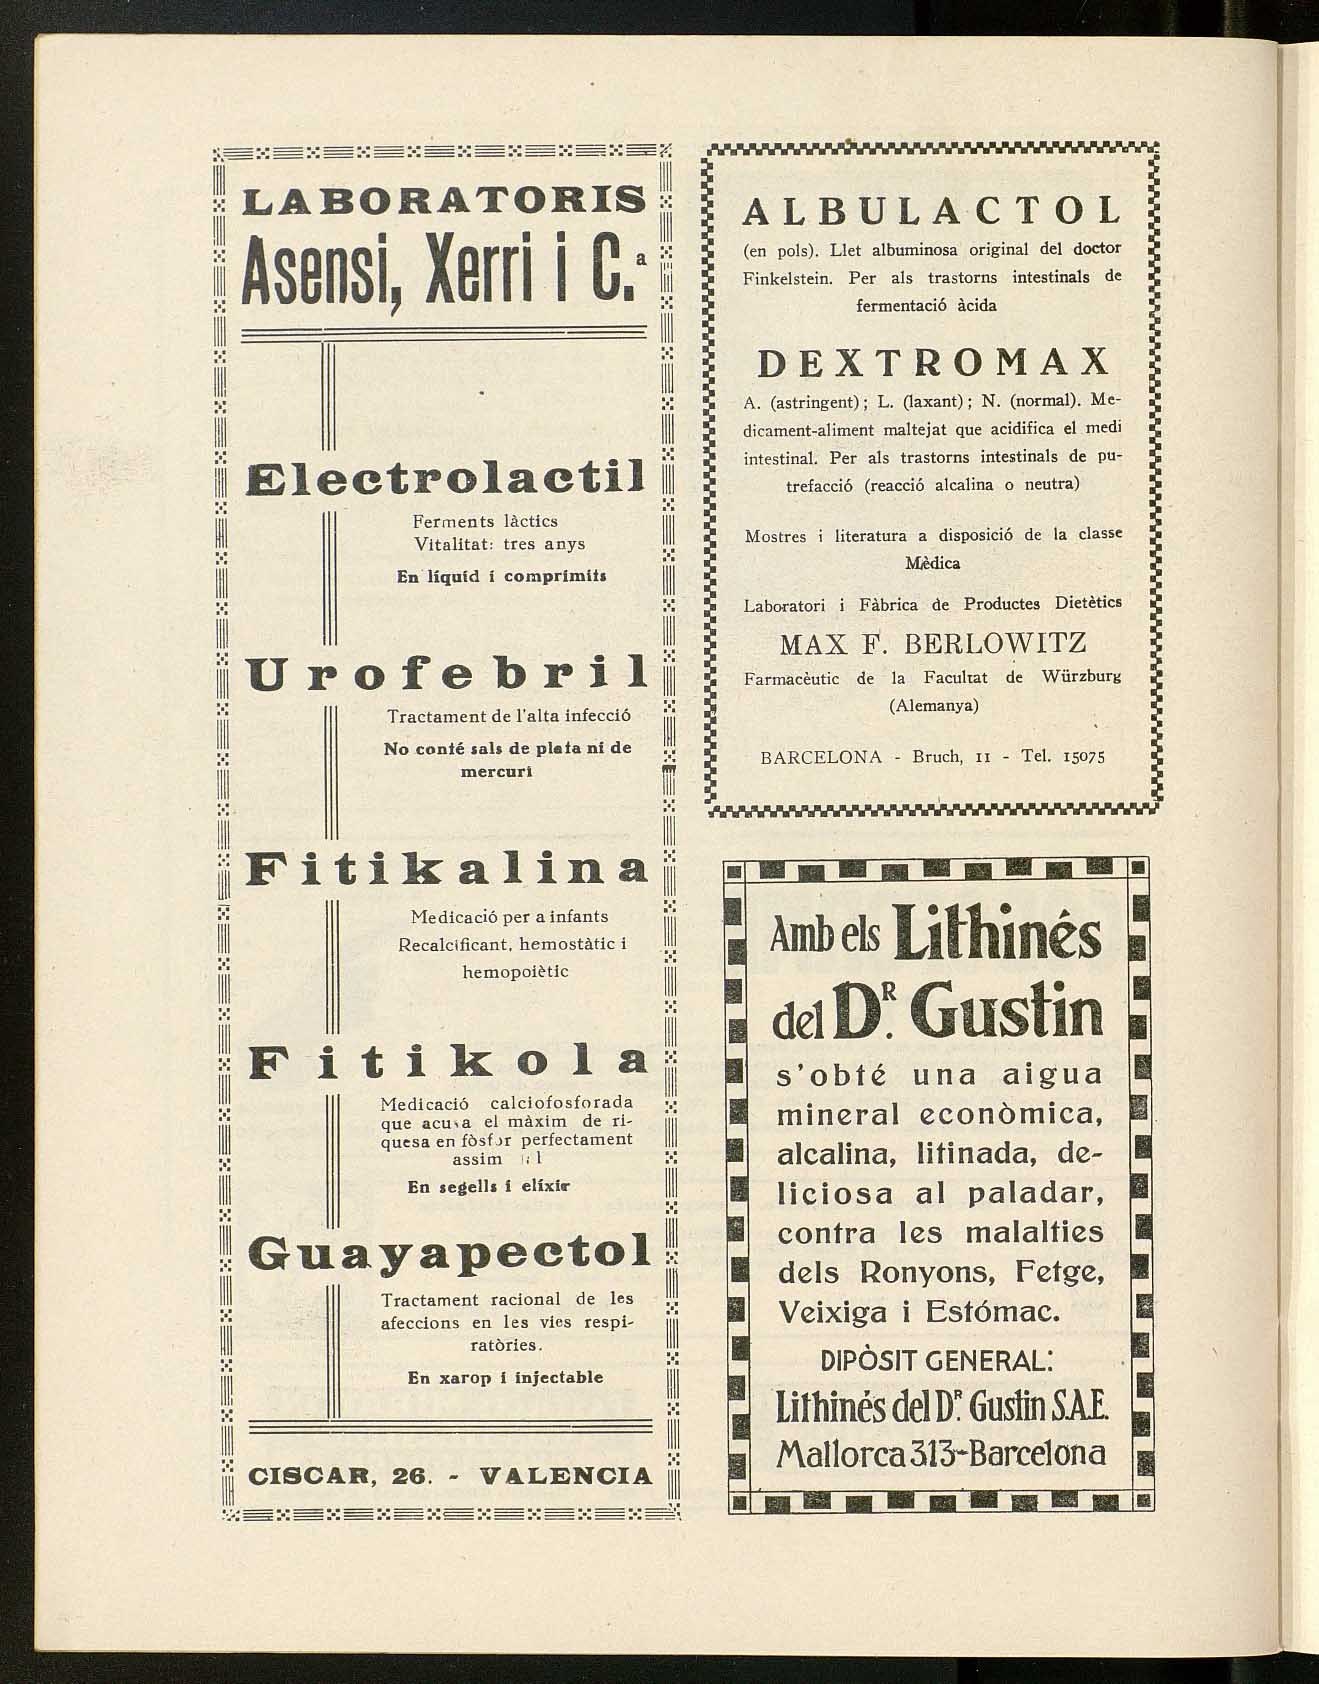 LABORATORIS
Asensi, Xerri i C.ª
Electrolactil
Ferments làctics
Vitalitat: tres anys
En líquid i comprimits
Urofebril
Tractament de l'alta infecció
No conté sals de plata ni de
mercuri
Fitikalina
Medicació per a infants
Recalcificant, hemostàtic i
hemopoiètic
Fitikola
Medicació calciofosforada
que acusa el màxim de ri-
quesa en fòsfor perfectament
En segells i elixir
Guayapectol
Tractament racional de les
afeccions en les vies respi-
ratòries.
En xarop i injectable
CISCAR, 26. - VALENCIA
ALBULACTOL
(en pols). Llet albuminosa original del doctor
Finkelstein. Per als trastorns intestinals de
fermentació àcida
DEXTROMAX
A. (astringent); L. (laxant); N. (normal). Me-
dicament-aliment maltejat que acidifica el medi
intestinal. Per als trastorns intestinals de pu-
trefacció (reacció alcalina o neutra)
Mostres i literatura a disposició de la classe
Mèdica
Laboratori i Fàbrica de Productes Dietètics
MAX F. BERLOWITZ
Farmacèutic de la Facultat de Würzburg
(Alemanya)
BARCELONA - Bruch, 11 - Tel. 15075
Amb els Lithinés
del DR. Gustin
s'obté una aigua
mineral econòmica,
alcalina, litinada, de-
liciosa al paladar,
contra les malalties
dels Ronyons, Fetge,
Veixiga i Estómac.
DIPÒSIT GENERAL:
Lithinés del DR. Gustin S.A.E.
Mallorca 313-Barcelona